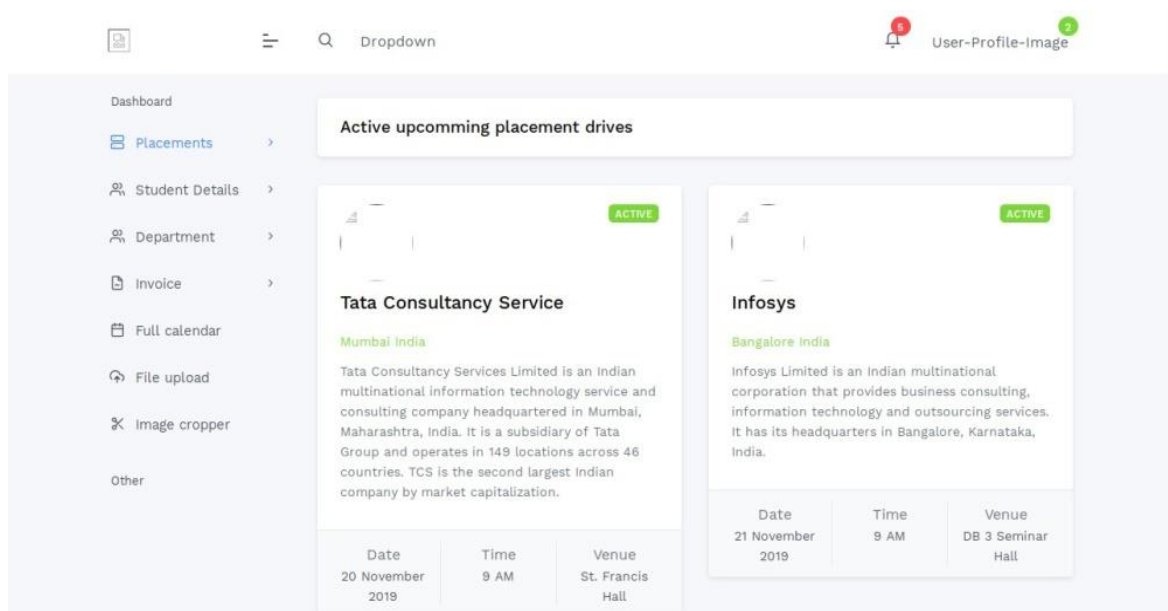 Dropdown
5
2
User-Profile-Image
Dashboard
Placements
Student Details
Department
Invoice
Full calendar
File upload
Image cropper
Other
Active upcomming placement drives
ACTIVE
Tata Consultancy Service
Mumbai India
Tata Consultancy Services Limited is an Indian
multinational information technology service and
consulting company headquartered in Mumbai,
Maharashtra, India. It is a subsidiary of Tata
Group and operates in 149 locations across 46
countries. TCS is the second largest Indian
company by market capitalization.
Date
20 November
2019
Time
9 AM
Venue
St. Francis
Hall
ACTIVE
Infosys
Bangalore India
Infosys Limited is an Indian multinational
corporation that provides business consulting,
information technology and outsourcing services.
It has its headquarters in Bangalore, Karnataka,
India.
Date
21 November
2019
Time
9 AM
Venue
DB 3 Seminar
Hall